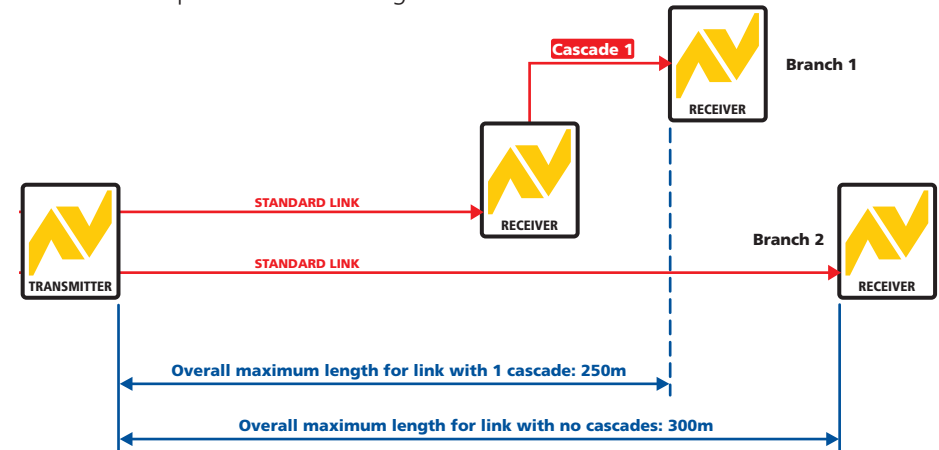 Cascade 1
Branch 1
RECEIVER
STANDARD LINK
RECEIVER
Branch 2
STANDARD LINK
TRANSMITTER
RECEIVER
Overall maximum length for link with 1 cascade: 250m
Overall maximum length for link with no cascades: 300m